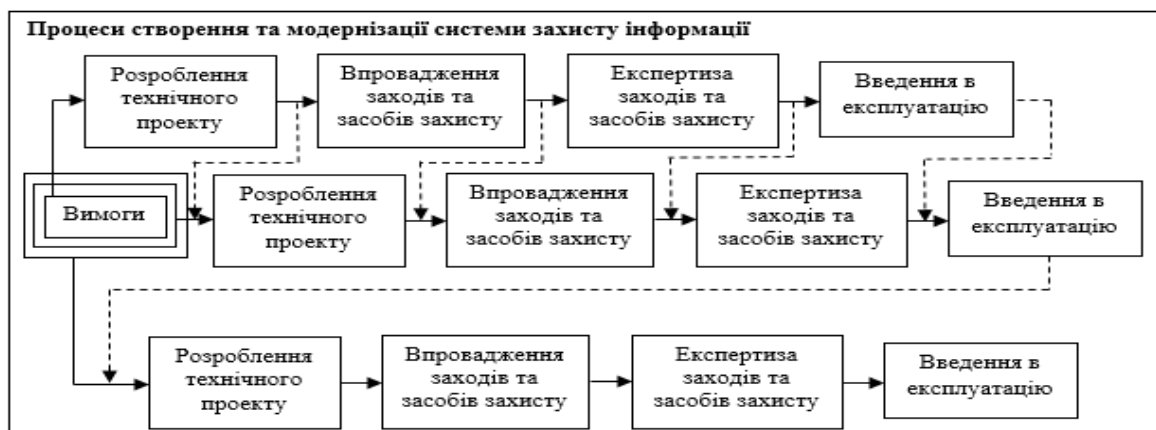 Процеси створення та модернізації системи захисту інформації
Розроблення
технічного
проекту
Впровадження
заходів та
засобів захисту
Експертиза
заходів та
засобів захисту
Введення в
експлуатацію
Вимоги
Розроблення
технічного
проекту
Впровадження
заходів та
засобів захисту
Експертиза
заходів та
засобів захисту
Введення в
експлуатацію
Розроблення
технічного
проекту
Впровадження
заходів та
засобів захисту
Експертиза
заходів та
засобів захисту
Введення в
експлуатацію